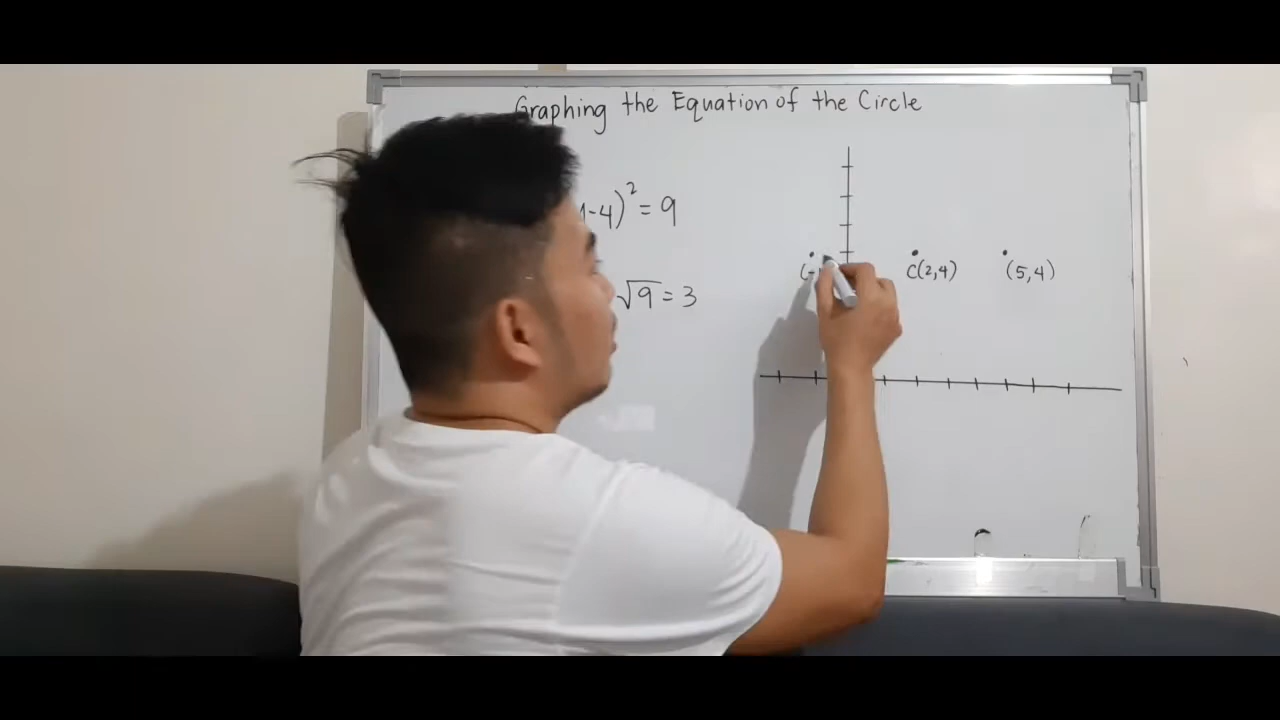 Graphing the Equation of the Circle
-4)² = 9
√9 = 3
(-
C(2,4)
(5,4)